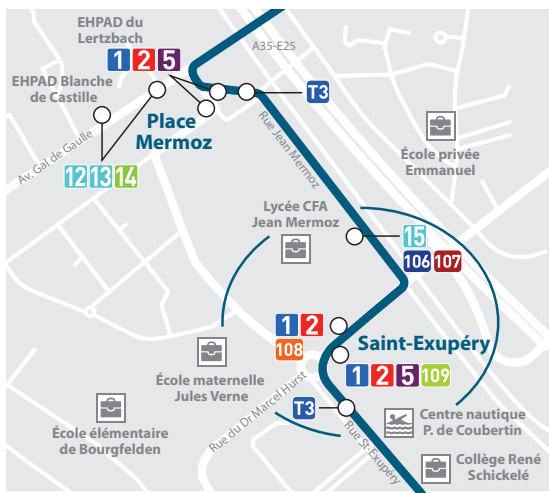 EHPAD du
Lertzbach
1 2 5
A35-E25
EHPAD Blanche
de Castille
T3
Place
Mermoz
Rue Jean Mermoz
Av. Gal de Gaulle
12 13 14
École privée
Emmanuel
Lycée CFA
Jean Mermoz
15
106 107
1 2
108
Saint-Exupéry
1 2 5 109
École maternelle
Jules Verne
Rue du Dr Marcel Hurst
T3
Rue St-Exupéry
Centre nautique
P. de Coubertin
École élémentaire
de Bourgfelden
Collège René
Schickelé